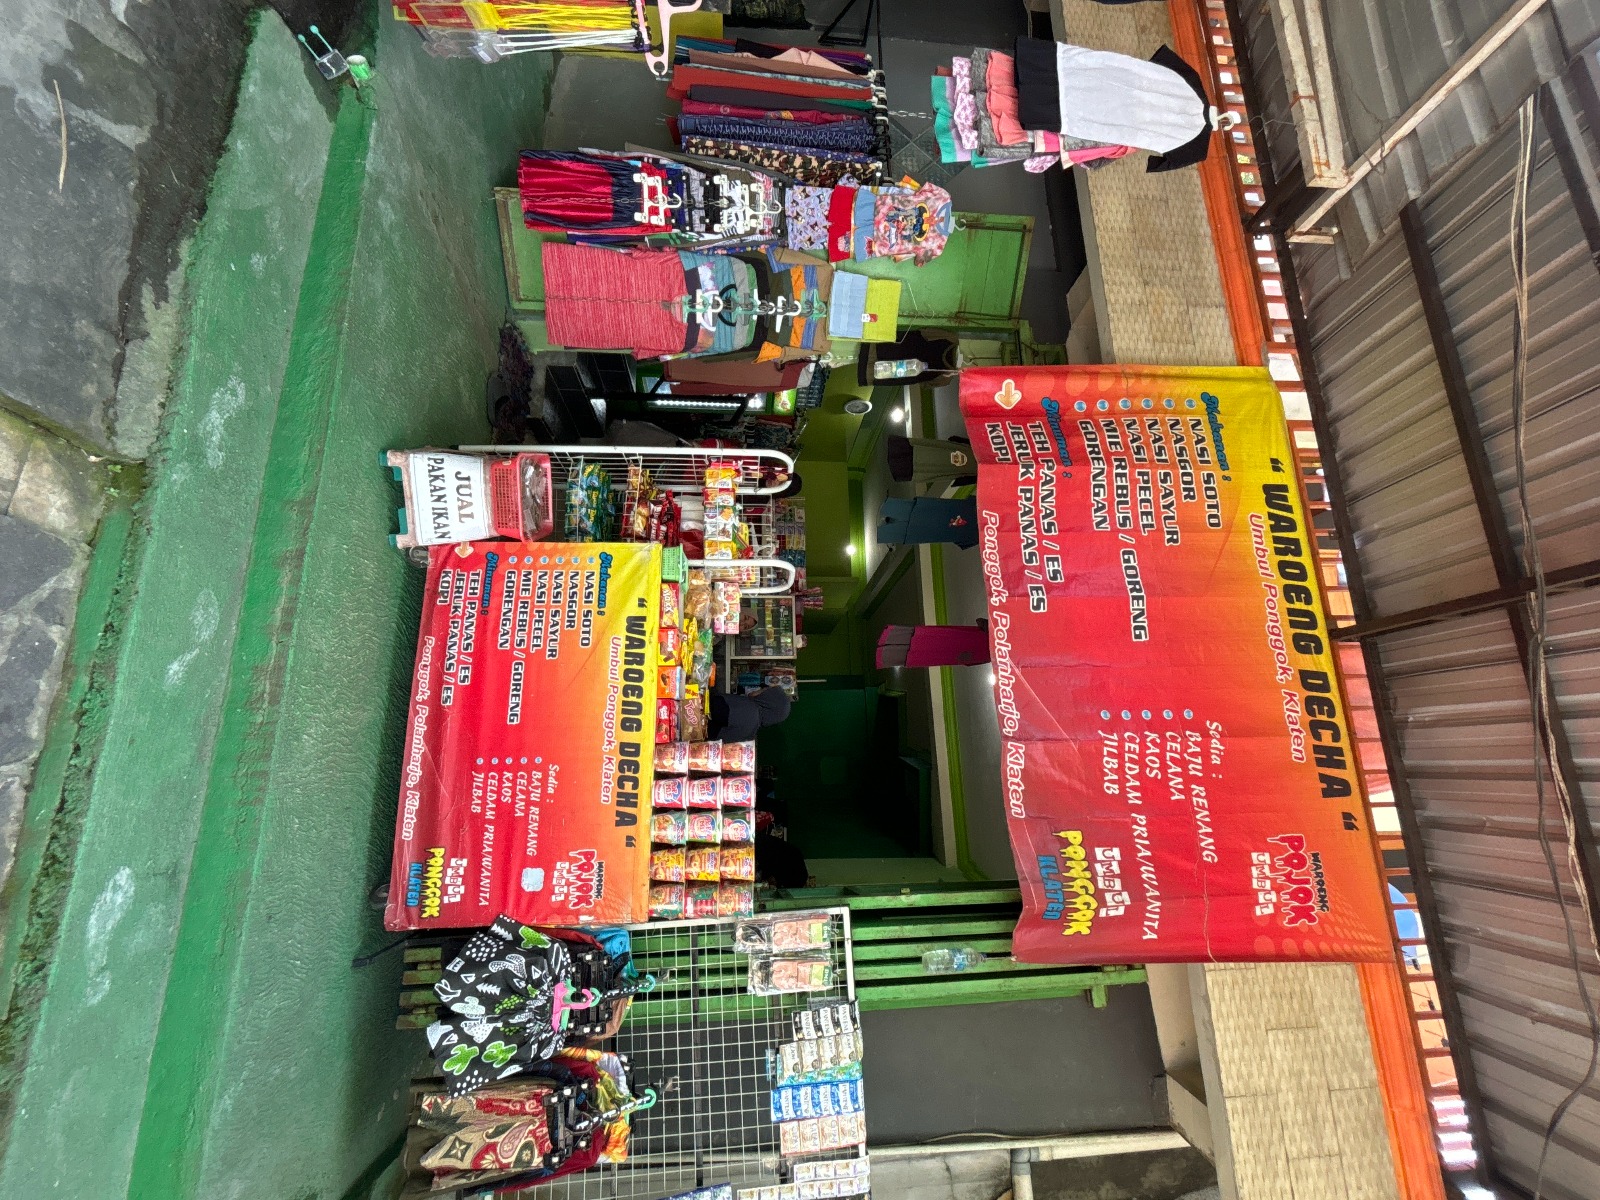 " WAROENG DECHA "
Umbul Ponggok, Klaten
Makanan :
NASI SOTO
NASGOR
NASI SAYUR
NASI PECEL
MIE REBUS / GORENG
GORENGAN
Minuman :
TEH PANAS / ES
JERUK PANAS / ES
KOPI
Sedia :
BAJU RENANG
CELANA
KAOS
CELDAM PRIA/WANITA
JILBAB
WAROENG
POJOK
UMBUL
UMBUL
PONGGOK
KLATEN
Ponggok, Polanharjo, Klaten
JUAL
PAKAN IKAN
" WAROENG DECHA "
Umbul Ponggok, Klaten
Makanan :
NASI SOTO
NASGOR
NASI SAYUR
NASI PECEL
MIE REBUS / GORENG
GORENGAN
Minuman :
TEH PANAS / ES
JERUK PANAS / ES
KOPI
Sedia :
BAJU RENANG
CELANA
KAOS
CELDAM PRIA/WANITA
JILBAB
WAROENG
POJOK
UMBUL
UMBUL
PONGGOK
KLATEN
Ponggok, Polanharjo, Klaten